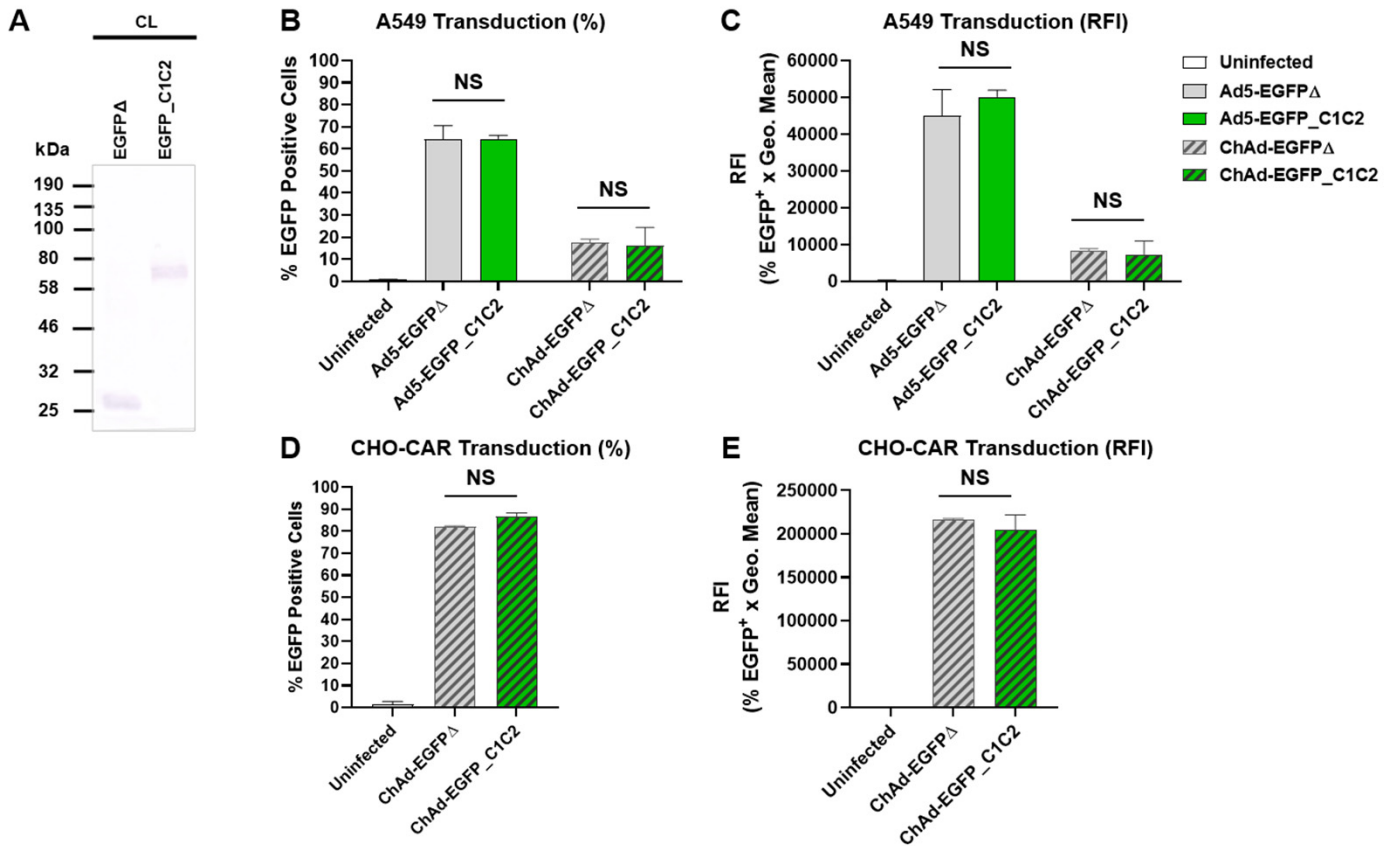 A
CL
EGFPΔ
EGFP_C1C2
kDa
190
135
100
80
58
46
32
25
B
A549 Transduction (%)
% EGFP Positive Cells
100
90
80
70
60
50
40
30
20
10
0
NS
NS
Uninfected
Ad5-EGFPΔ
Ad5-EGFP_C1C2
ChAd-EGFPΔ
ChAd-EGFP_C1C2
C
A549 Transduction (RFI)
RFI
(% EGFP⁺ x Geo. Mean)
60000
50000
40000
30000
20000
10000
0
NS
NS
Uninfected
Ad5-EGFPΔ
Ad5-EGFP_C1C2
ChAd-EGFPΔ
ChAd-EGFP_C1C2
Uninfected
Ad5-EGFPΔ
Ad5-EGFP_C1C2
ChAd-EGFPΔ
ChAd-EGFP_C1C2
D
CHO-CAR Transduction (%)
% EGFP Positive Cells
100
90
80
70
60
50
40
30
20
10
0
NS
Uninfected
ChAd-EGFPΔ
ChAd-EGFP_C1C2
E
CHO-CAR Transduction (RFI)
RFI
(% EGFP⁺ x Geo. Mean)
250000
200000
150000
100000
50000
0
NS
Uninfected
ChAd-EGFPΔ
ChAd-EGFP_C1C2